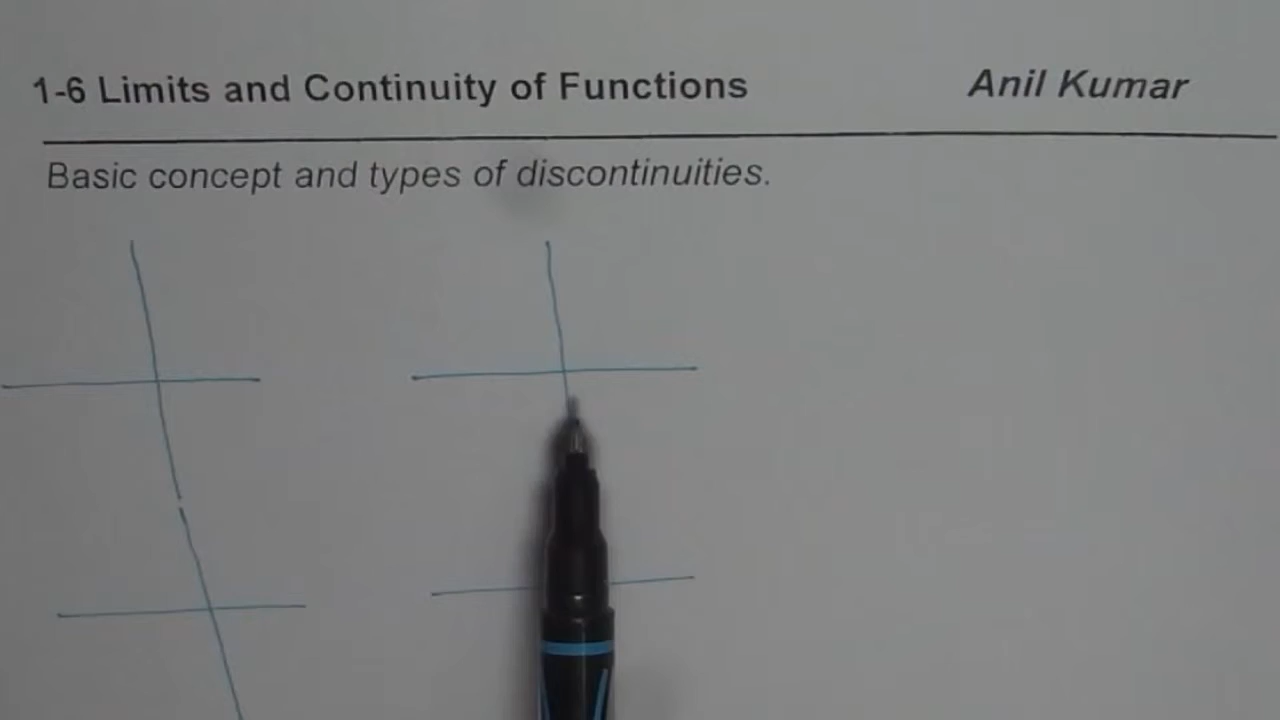 1-6 Limits and Continuity of Functions Anil Kumar
Basic concept and types of discontinuities.